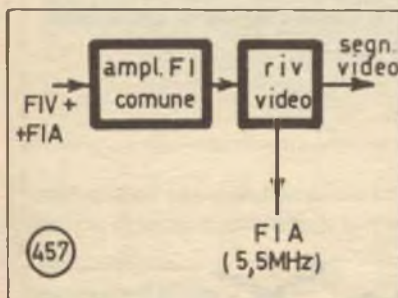 segn.
video
ampl. FI
comune
riv
video
FIV +
+FIA
FIA
(5,5MHz)
457